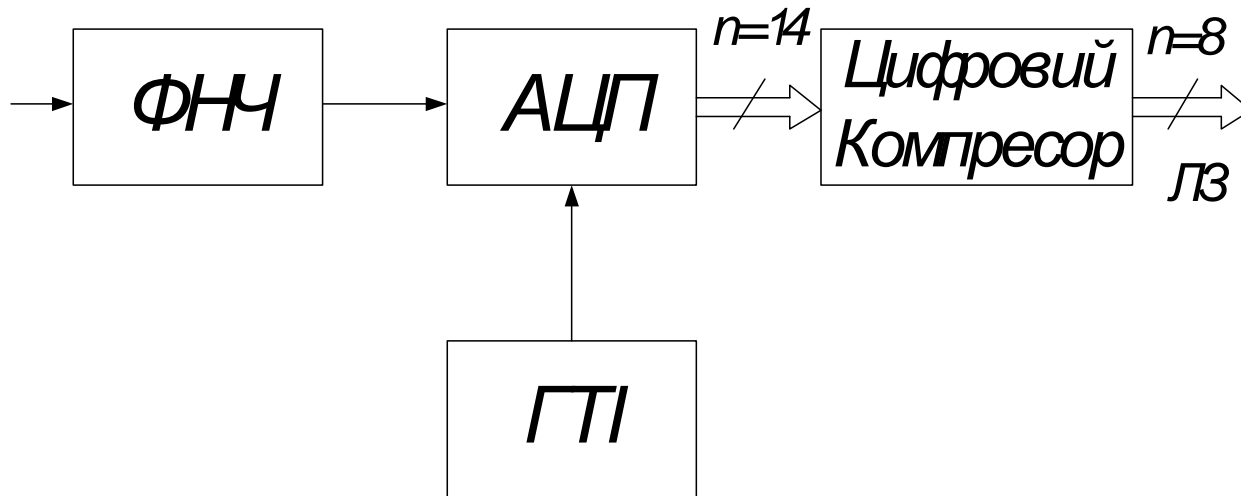 ФНЧ
АЦП
n=14
Цифровий
Компресор
n=8
ЛЗ
ГТІ